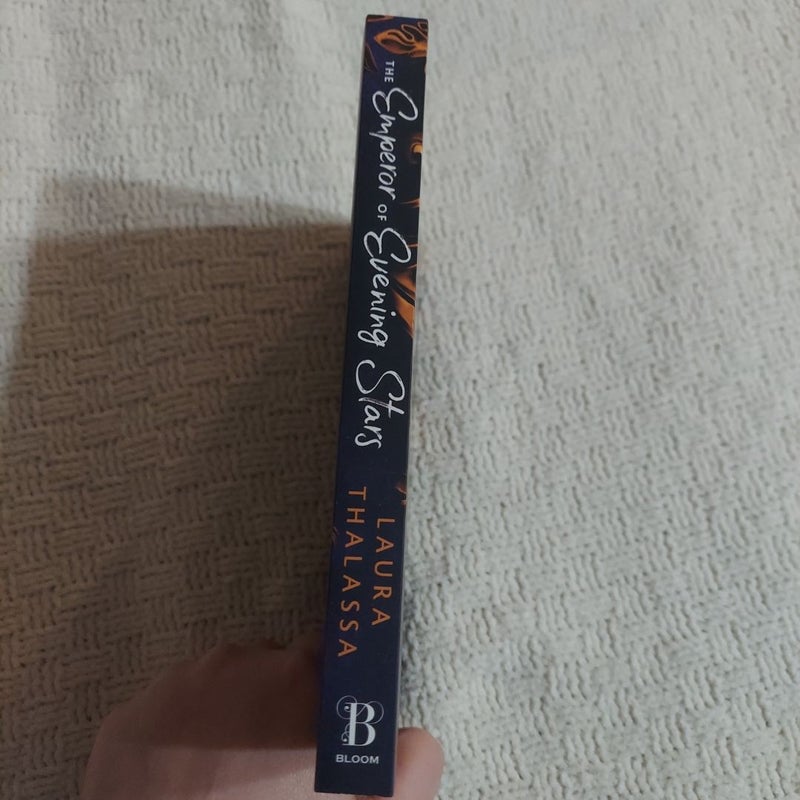 THE Emperor OF Evening Stars
LAURA
THALASSA
B
BLOOM